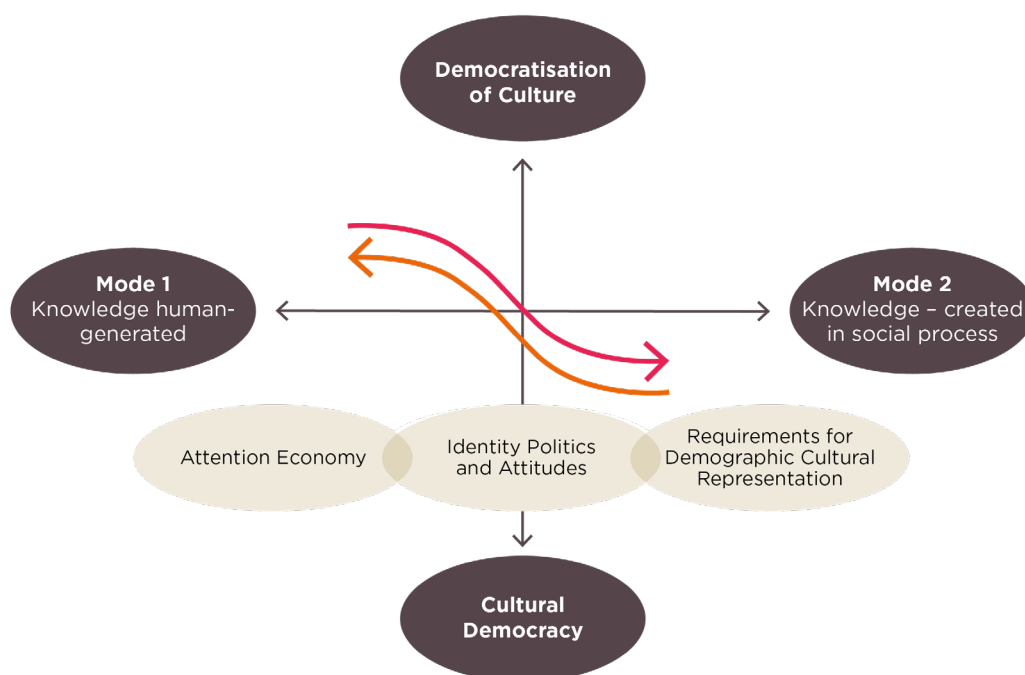 Democratisation
of Culture
Mode 1
Knowledge human-
generated
Mode 2
Knowledge – created
in social process
Attention Economy
Identity Politics
and Attitudes
Requirements for
Demographic Cultural
Representation
Cultural
Democracy